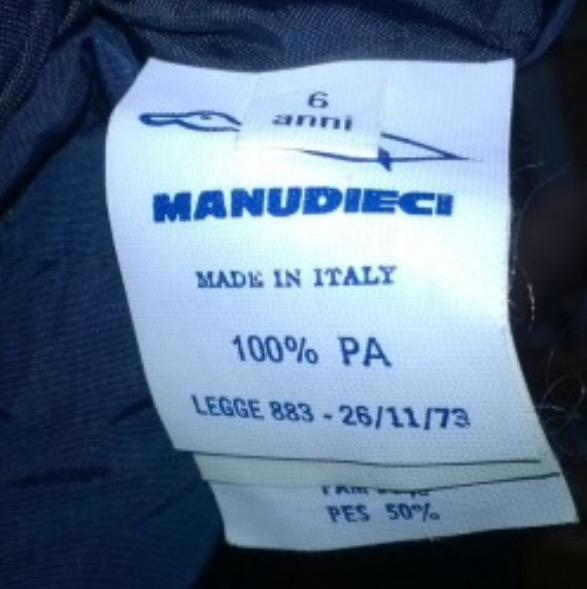 6
anni
MANUDIECI
MADE IN ITALY
100% PA
LEGGE 883 - 26/11/73
PES 50%